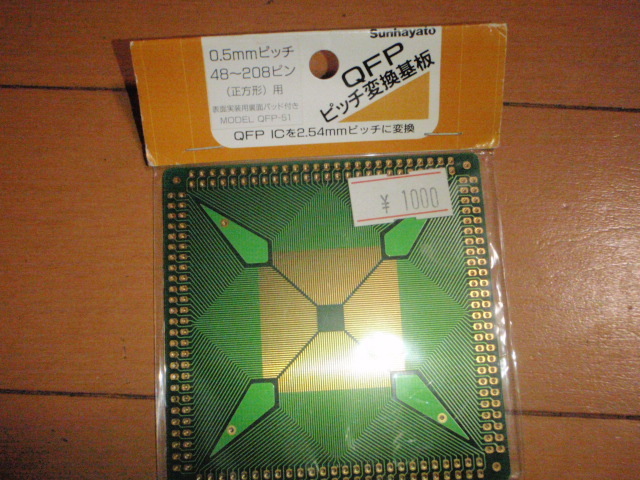 Sunhayato
0.5mmピッチ
48～208ピン
（正方形）用
表面実装用裏面パッド付き
MODEL QFP-51
QFP
ピッチ変換基板
QFP ICを2.54mmピッチに変換
¥ 1000